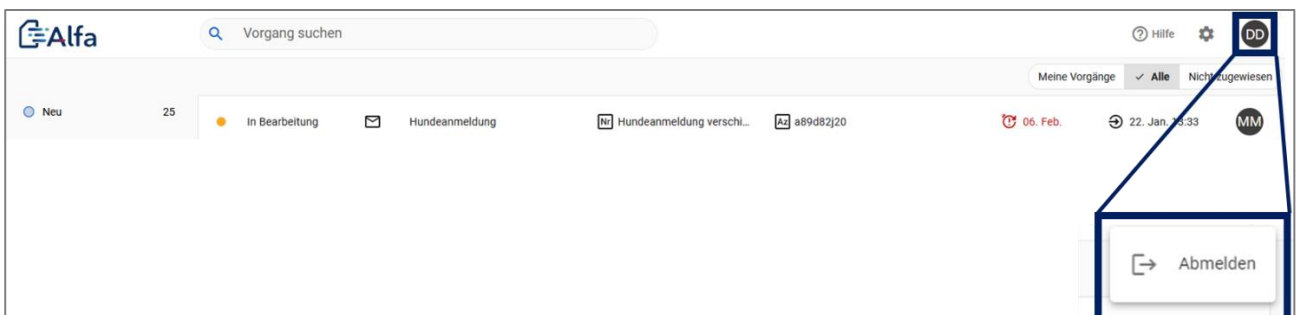 Alfa
Vorgang suchen
Hilfe
DD
Meine Vorgänge Alle Nicht zugewiesen
Neu 25
In Bearbeitung Hundeanmeldung Nr Hundeanmeldung verschi... Az a89d82j20 06. Feb. 22. Jan. 13:33 MM
Abmelden